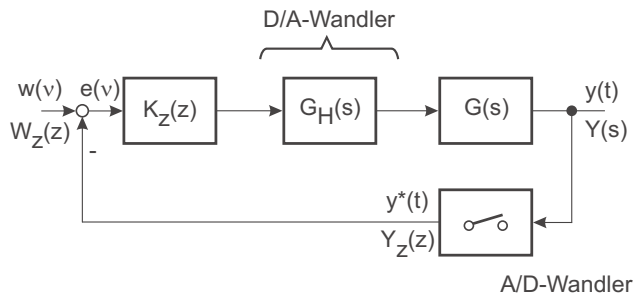 D/A-Wandler
w(ν)
e(ν)
W_Z(z)
K_Z(z)
G_H(s)
G(s)
y(t)
Y(s)
-
y*(t)
Y_Z(z)
A/D-Wandler